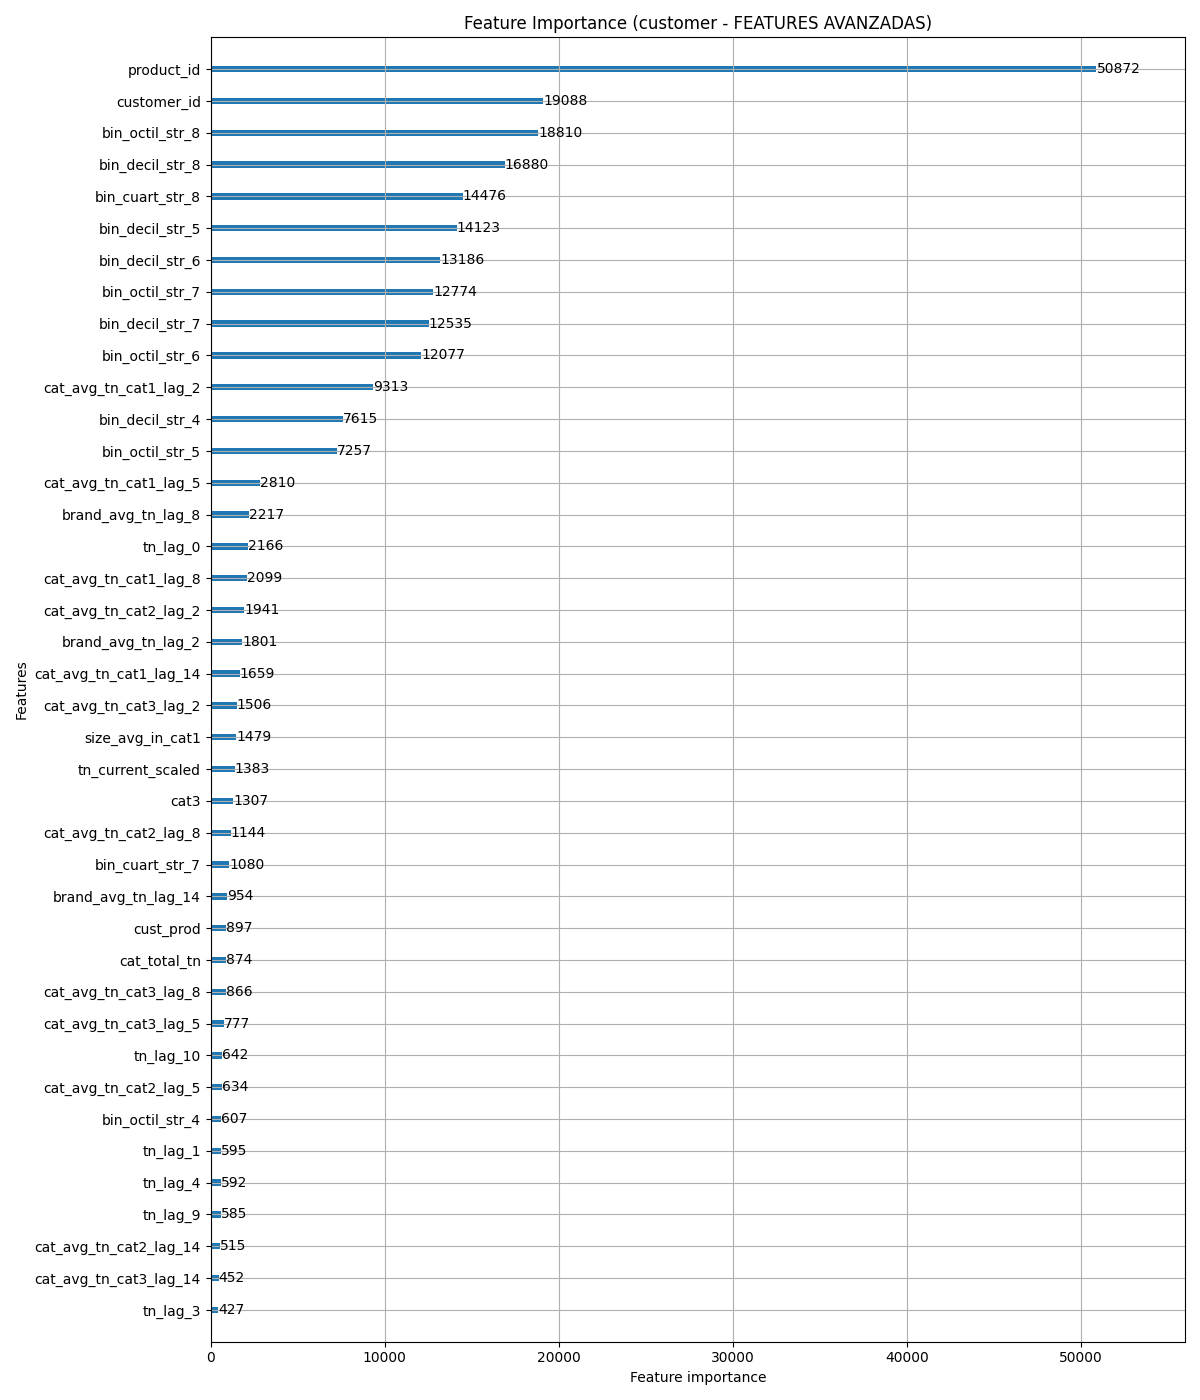 Feature Importance (customer - FEATURES AVANZADAS)
product_id 50872
customer_id 19088
bin_octil_str_8 18810
bin_decil_str_8 16880
bin_cuart_str_8 14476
bin_decil_str_5 14123
bin_decil_str_6 13186
bin_octil_str_7 12774
bin_decil_str_7 12535
bin_octil_str_6 12077
cat_avg_tn_cat1_lag_2 9313
bin_decil_str_4 7615
bin_octil_str_5 7257
cat_avg_tn_cat1_lag_5 2810
brand_avg_tn_lag_8 2217
tn_lag_0 2166
cat_avg_tn_cat1_lag_8 2099
cat_avg_tn_cat2_lag_2 1941
brand_avg_tn_lag_2 1801
cat_avg_tn_cat1_lag_14 1659
cat_avg_tn_cat3_lag_2 1506
size_avg_in_cat1 1479
tn_current_scaled 1383
cat3 1307
cat_avg_tn_cat2_lag_8 1144
bin_cuart_str_7 1080
brand_avg_tn_lag_14 954
cust_prod 897
cat_total_tn 874
cat_avg_tn_cat3_lag_8 866
cat_avg_tn_cat3_lag_5 777
tn_lag_10 642
cat_avg_tn_cat2_lag_5 634
bin_octil_str_4 607
tn_lag_1 595
tn_lag_4 592
tn_lag_9 585
cat_avg_tn_cat2_lag_14 515
cat_avg_tn_cat3_lag_14 452
tn_lag_3 427
Features
0 10000 20000 30000 40000 50000
Feature importance